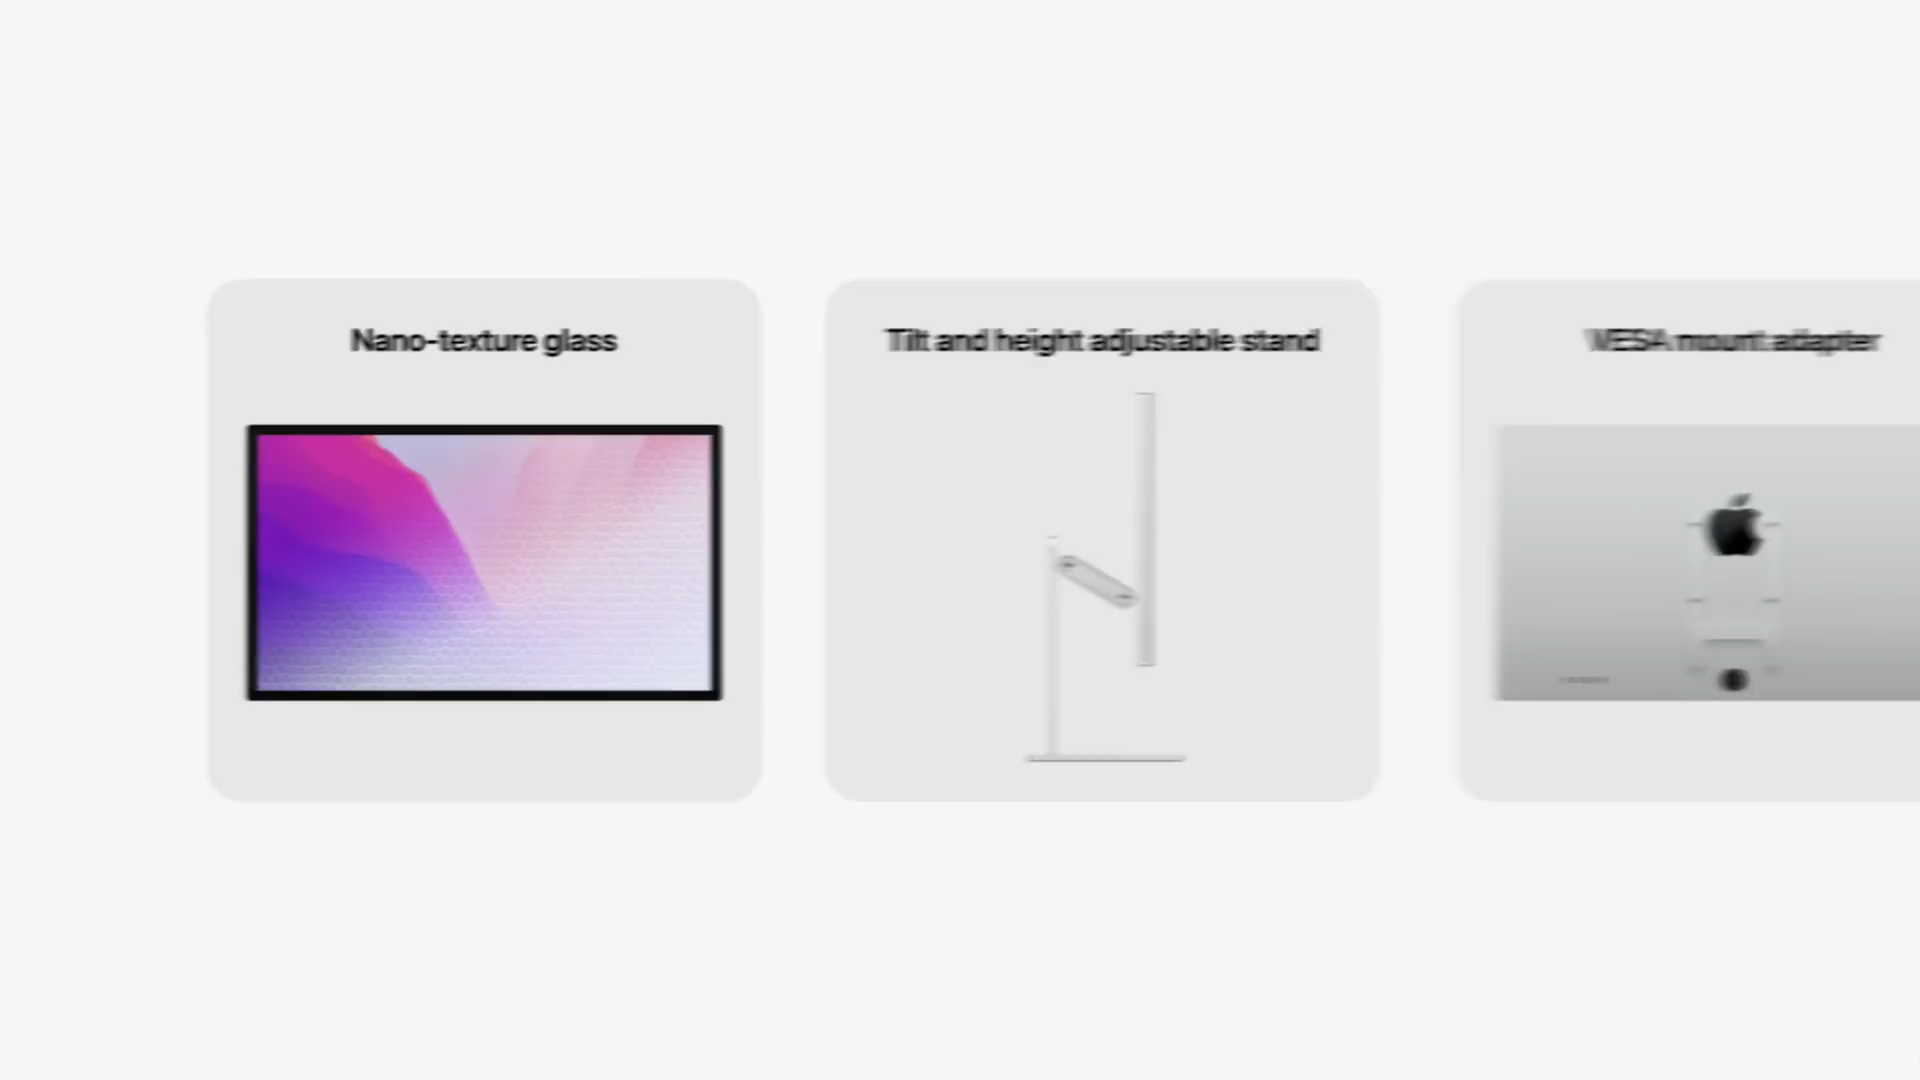 Nano-texture glass
Tilt and height adjustable stand
VESA mount adapter